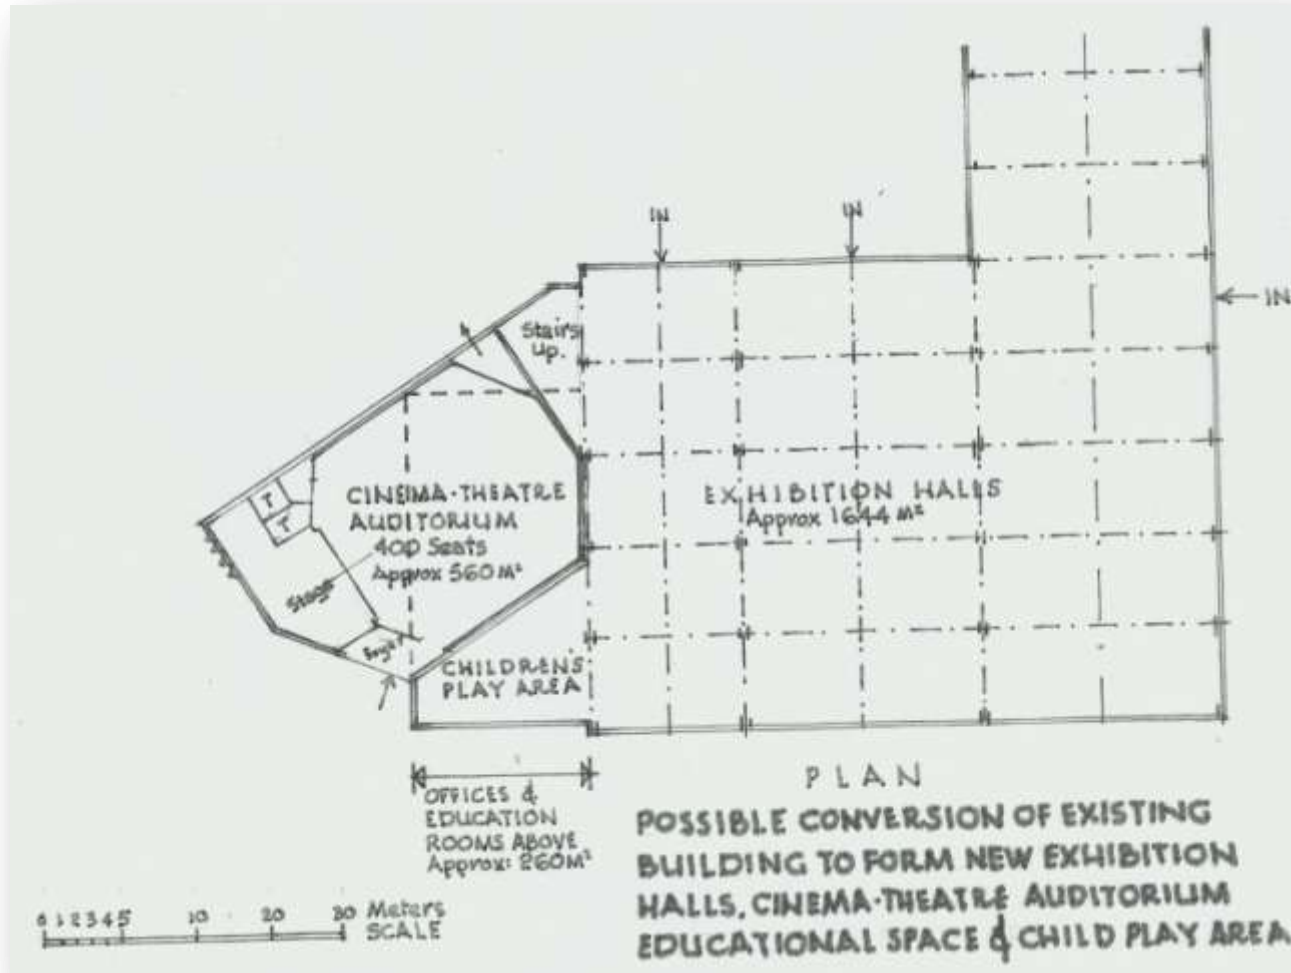 IN
IN
IN
Stairs
Up.
T
T
CINEMA-THEATRE
AUDITORIUM
400 Seats
Approx 560 M²
Stage
EXHIBITION HALLS
Approx 1644 M²
CHILDREN'S
PLAY AREA
OFFICES &
EDUCATION
ROOMS ABOVE
Approx: 260M²
PLAN
POSSIBLE CONVERSION OF EXISTING
BUILDING TO FORM NEW EXHIBITION
HALLS, CINEMA-THEATRE AUDITORIUM
EDUCATIONAL SPACE & CHILD PLAY AREA
0 1 2 3 4 5 10 20 30 Meters
SCALE